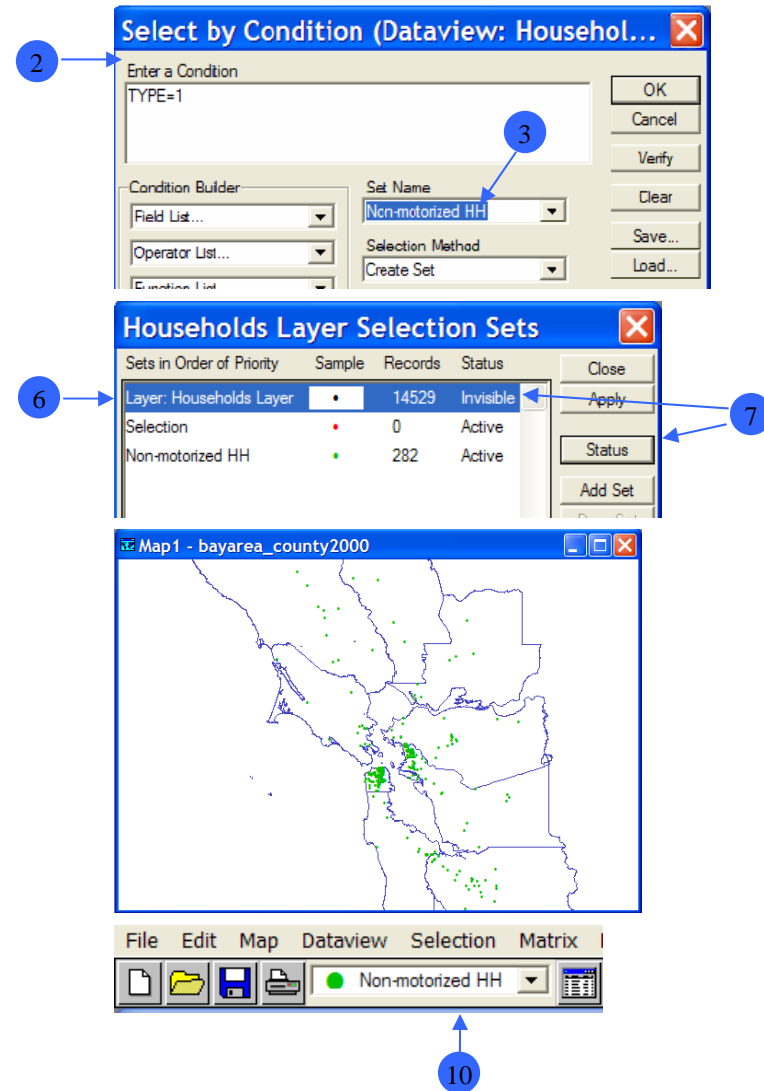 Select by Condition (Dataview: Househol...
2
Enter a Condition
TYPE=1
OK
Cancel
3
Verify
Condition Builder
Set Name
Clear
Field List...
Non-motorized HH
Save...
Operator List...
Selection Method
Load...
Function List
Create Set
Households Layer Selection Sets
Sets in Order of Priority Sample Records Status
Close
6
Layer: Households Layer 14529 Invisible
Apply
7
Selection 0 Active
Status
Non-motorized HH 282 Active
Add Set
Map1 - bayarea_county2000
File Edit Map Dataview Selection Matrix
Non-motorized HH
10